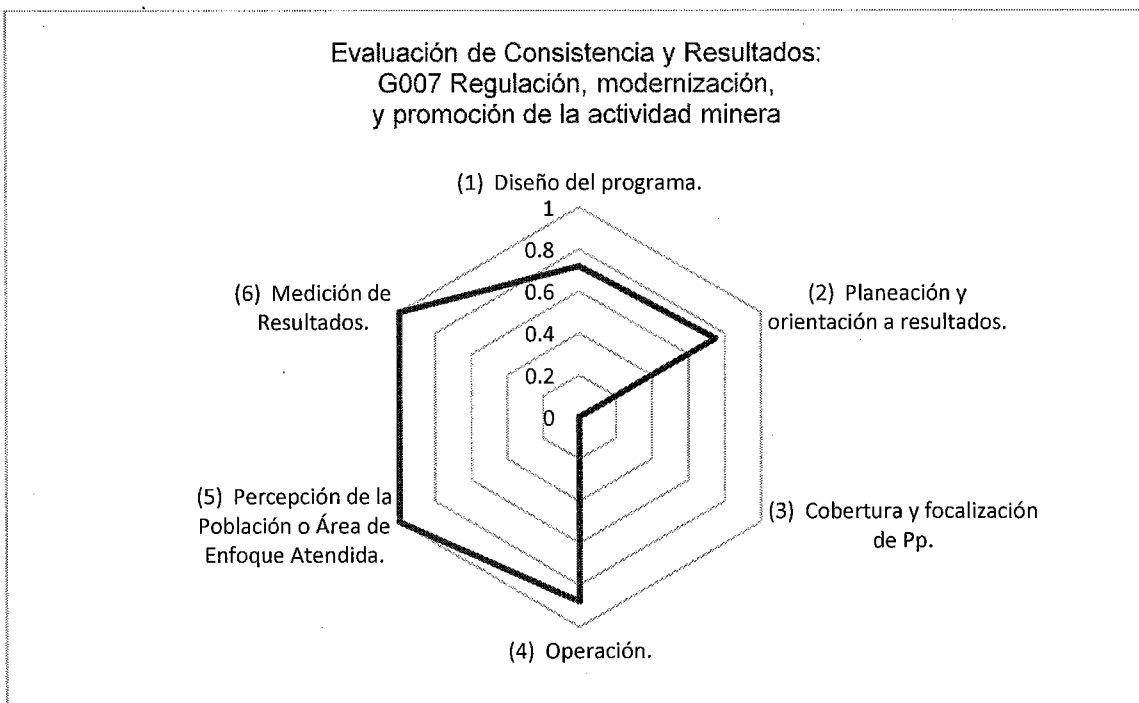 Evaluación de Consistencia y Resultados:
G007 Regulación, modernización,
y promoción de la actividad minera
(1) Diseño del programa.
1
0.8
0.6
0.4
0.2
0
(2) Planeación y
orientación a resultados.
(3) Cobertura y focalización
de Pp.
(4) Operación.
(5) Percepción de la
Población o Área de
Enfoque Atendida.
(6) Medición de
Resultados.